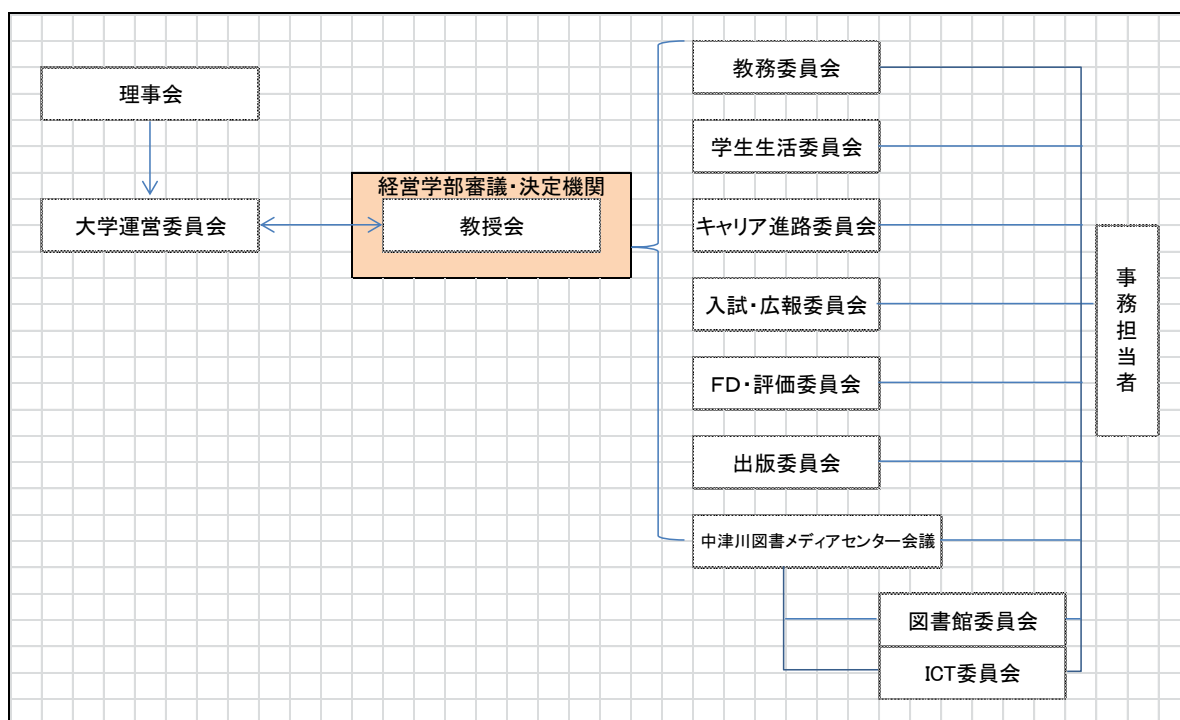 理事会
大学運営委員会
経営学部審議・決定機関
教授会
教務委員会
学生生活委員会
キャリア進路委員会
入試・広報委員会
FD・評価委員会
出版委員会
中津川図書メディアセンター会議
図書館委員会
ICT委員会
事務担当者